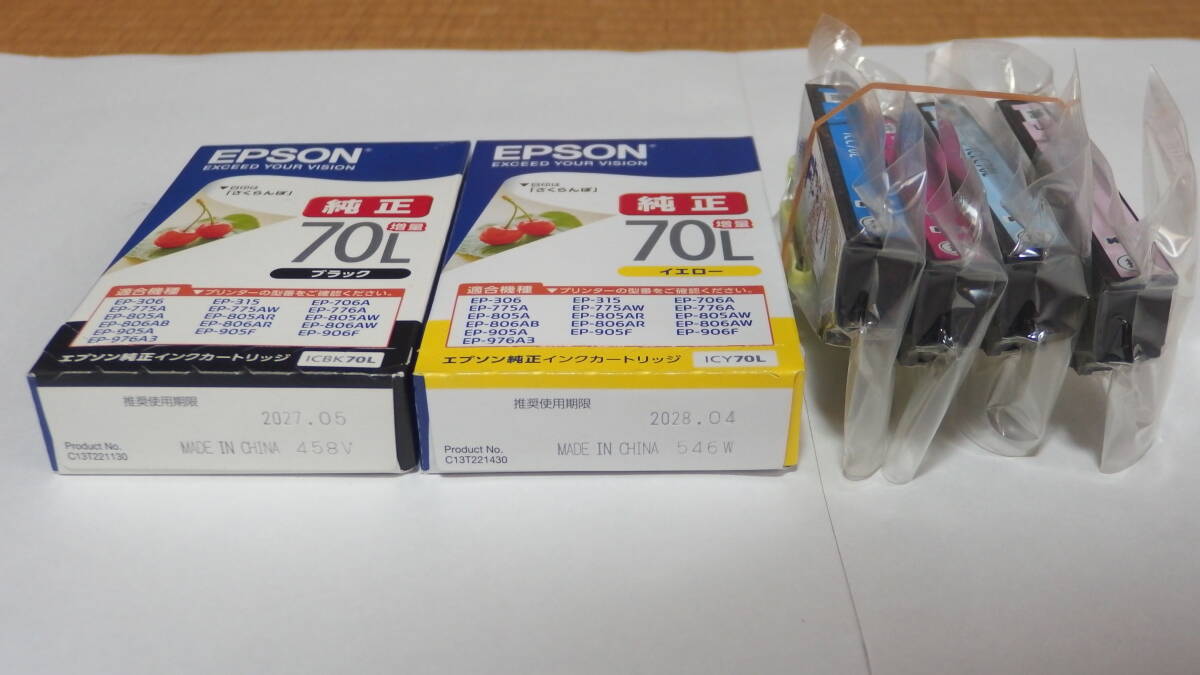 EPSON
EXCEED YOUR VISION
▼目印は
「さくらんぼ」
純正
70L 増量
ブラック
適合機種 ▼プリンターの型番をご確認ください。
EP-306 EP-315 EP-706A
EP-775A EP-775AW EP-776A
EP-805A EP-805AR EP-805AW
EP-806AB EP-806AR EP-806AW
EP-905A EP-905F EP-906F
EP-976A3
エプソン純正インクカートリッジ ICBK70L
推奨使用期限
2027.05
Product No.
C13T221130
MADE IN CHINA 458V
EPSON
EXCEED YOUR VISION
▼目印は
「さくらんぼ」
純正
70L 増量
イエロー
適合機種 ▼プリンターの型番をご確認ください。
EP-306 EP-315 EP-706A
EP-775A EP-775AW EP-776A
EP-805A EP-805AR EP-805AW
EP-806AB EP-806AR EP-806AW
EP-905A EP-905F EP-906F
EP-976A3
エプソン純正インクカートリッジ ICY70L
推奨使用期限
2028.04
Product No.
C13T221430
MADE IN CHINA 546W
ICC70L